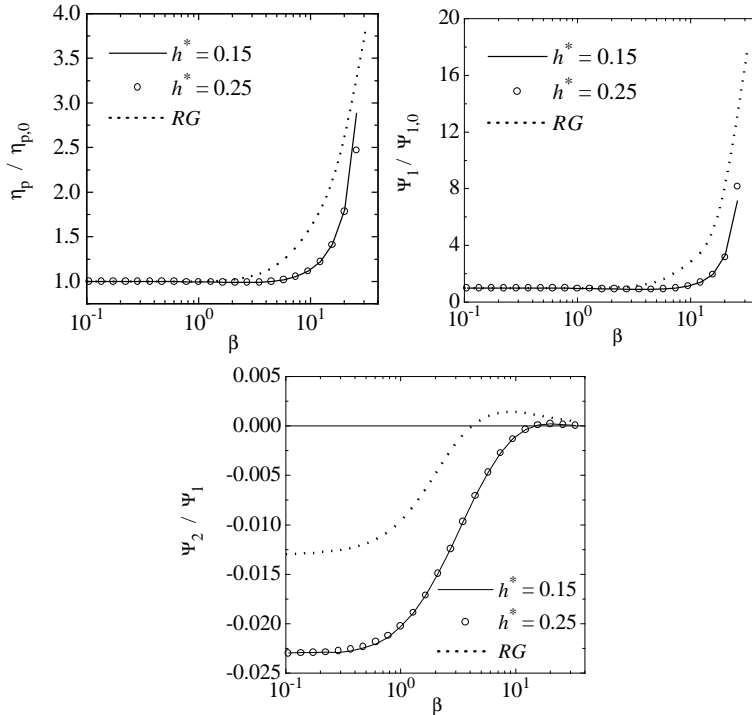 4.0
3.5
3.0
2.5
2.0
1.5
1.0
η_p / η_p,0
h* = 0.15
h* = 0.25
RG
10^-1
10^0
10^1
β
20
16
12
8
4
0
Ψ_1 / Ψ_1,0
h* = 0.15
h* = 0.25
RG
10^-1
10^0
10^1
β
0.005
0.000
-0.005
-0.010
-0.015
-0.020
-0.025
Ψ_2 / Ψ_1
h* = 0.15
h* = 0.25
RG
10^-1
10^0
10^1
β